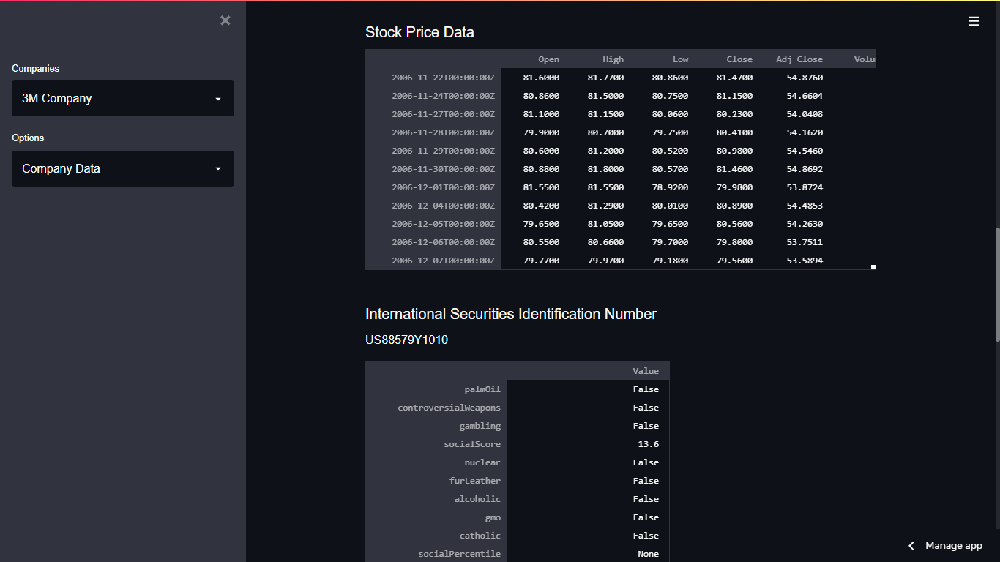 Companies
3M Company
Options
Company Data
Stock Price Data
Open High Low Close Adj Close Volu
2006-11-22T00:00:00Z 81.6000 81.7700 80.8600 81.4700 54.8760
2006-11-24T00:00:00Z 80.8600 81.5000 80.7500 81.1500 54.6604
2006-11-27T00:00:00Z 81.1000 81.1500 80.0600 80.2300 54.0408
2006-11-28T00:00:00Z 79.9000 80.7000 79.7500 80.4100 54.1620
2006-11-29T00:00:00Z 80.6000 81.2000 80.5200 80.9800 54.5460
2006-11-30T00:00:00Z 80.8800 81.8000 80.5700 81.4600 54.8692
2006-12-01T00:00:00Z 81.5500 81.5500 78.9200 79.9800 53.8724
2006-12-04T00:00:00Z 80.4200 81.2900 80.0100 80.8900 54.4853
2006-12-05T00:00:00Z 79.6500 81.0500 79.6500 80.5600 54.2630
2006-12-06T00:00:00Z 80.5500 80.6600 79.7000 79.8000 53.7511
2006-12-07T00:00:00Z 79.7700 79.9700 79.1800 79.5600 53.5894
International Securities Identification Number
US88579Y1010
Value
palmOil False
controversialWeapons False
gambling False
socialScore 13.6
nuclear False
furLeather False
alcoholic False
gmo False
catholic False
socialPercentile None
Manage app